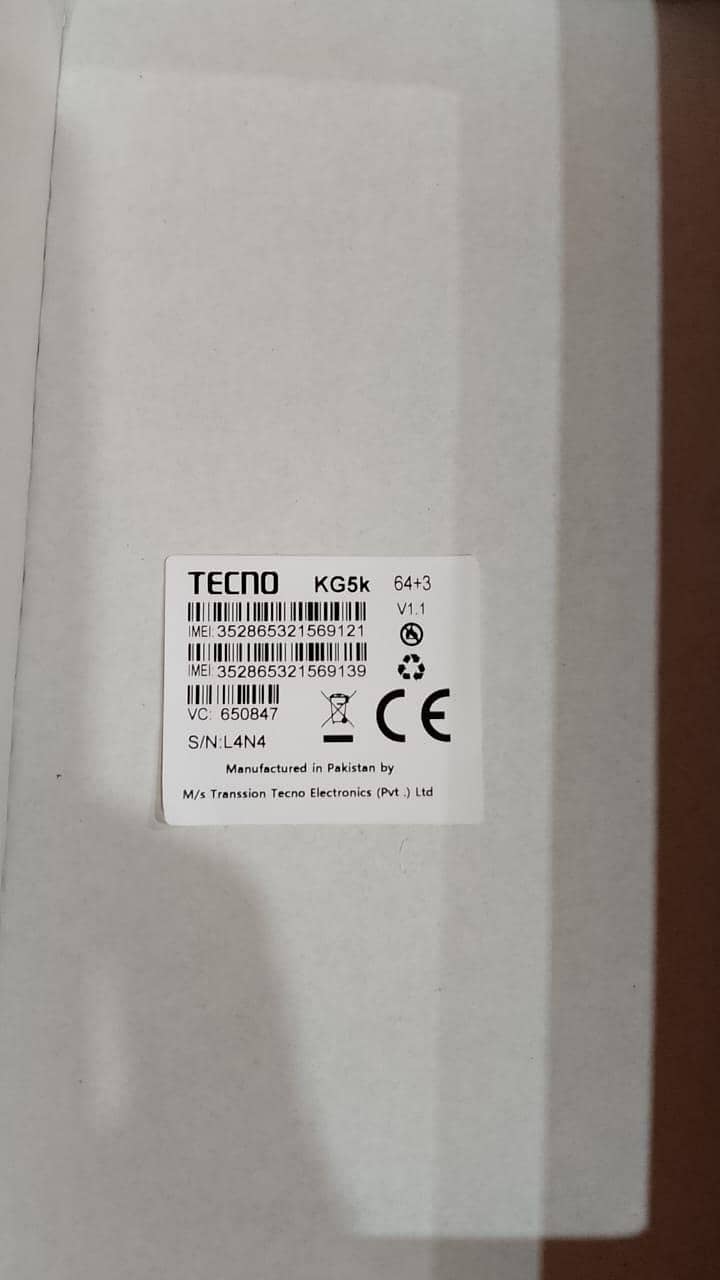 TECNO KG5k 64+3
V1.1
IMEI: 352865321569121
IMEI: 352865321569139
VC: 650847
CE
S/N:L4N4
Manufactured in Pakistan by
M/s Transsion Tecno Electronics (Pvt .) Ltd